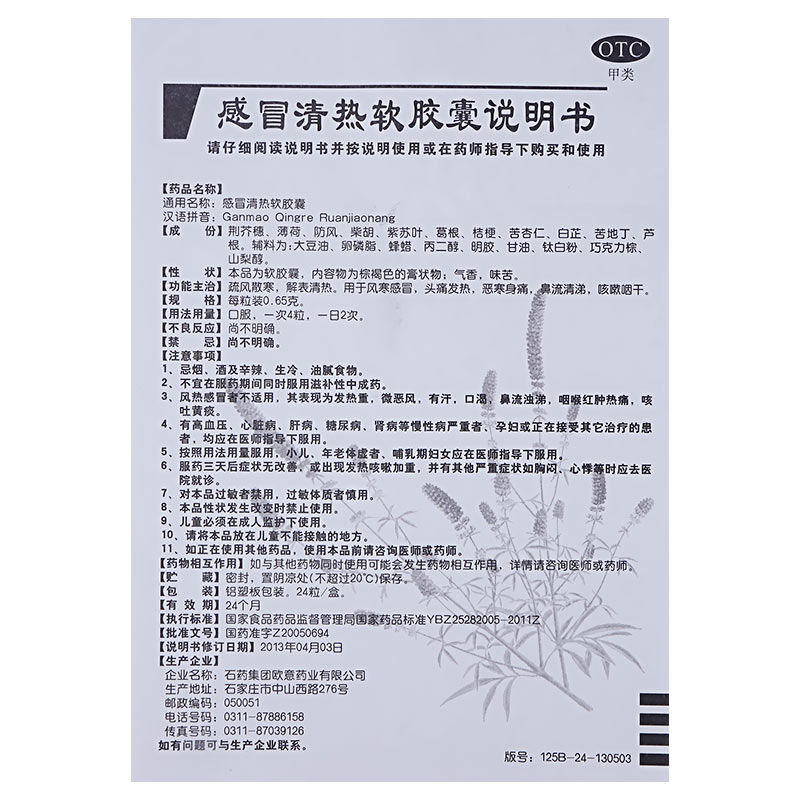 OTC
甲类
感冒清热软胶囊说明书
请仔细阅读说明书并按说明使用或在药师指导下购买和使用
【药品名称】
通用名称：感冒清热软胶囊
汉语拼音：Ganmao Qingre Ruanjiaonang
【成　份】荆芥穗、薄荷、防风、柴胡、紫苏叶、葛根、桔梗、苦杏仁、白芷、苦地丁、芦
根。辅料为：大豆油、卵磷脂、蜂蜡、丙二醇、明胶、甘油、钛白粉、巧克力棕、
山梨醇。
【性　状】本品为软胶囊，内容物为棕褐色的膏状物；气香，味苦。
【功能主治】疏风散寒，解表清热。用于风寒感冒，头痛发热，恶寒身痛，鼻流清涕，咳嗽咽干。
【规　格】每粒装0.65克。
【用法用量】口服，一次4粒，一日2次。
【不良反应】尚不明确。
【禁　忌】尚不明确。
【注意事项】
1、忌烟、酒及辛辣、生冷、油腻食物。
2、不宜在服药期间同时服用滋补性中成药。
3、风热感冒者不适用，其表现为发热重，微恶风，有汗，口渴，鼻流浊涕，咽喉红肿热痛，咳
吐黄痰。
4、有高血压、心脏病、肝病、糖尿病、肾病等慢性病严重者、孕妇或正在接受其它治疗的患
者，均应在医师指导下服用。
5、按照用法用量服用，小儿、年老体虚者、哺乳期妇女应在医师指导下服用。
6、服药三天后症状无改善，或出现发热咳嗽加重，并有其他严重症状如胸闷、心悸等时应去医
院就诊。
7、对本品过敏者禁用，过敏体质者慎用。
8、本品性状发生改变时禁止使用。
9、儿童必须在成人监护下使用。
10、请将本品放在儿童不能接触的地方。
11、如正在使用其他药品，使用本品前请咨询医师或药师。
【药物相互作用】如与其他药物同时使用可能会发生药物相互作用，详情请咨询医师或药师。
【贮　藏】密封，置阴凉处(不超过20℃)保存。
【包　装】铝塑板包装。24粒／盒。
【有 效 期】24个月
【执行标准】国家食品药品监督管理局国家药品标准YBZ25282005-2011Z
【批准文号】国药准字Z20050694
【说明书修订日期】2013年04月03日
【生产企业】
企业名称：石药集团欧意药业有限公司
生产地址：石家庄市中山西路276号
邮政编码：050051
电话号码：0311-87886158
传真号码：0311-87039126
如有问题可与生产企业联系。
版号：125B-24-130503